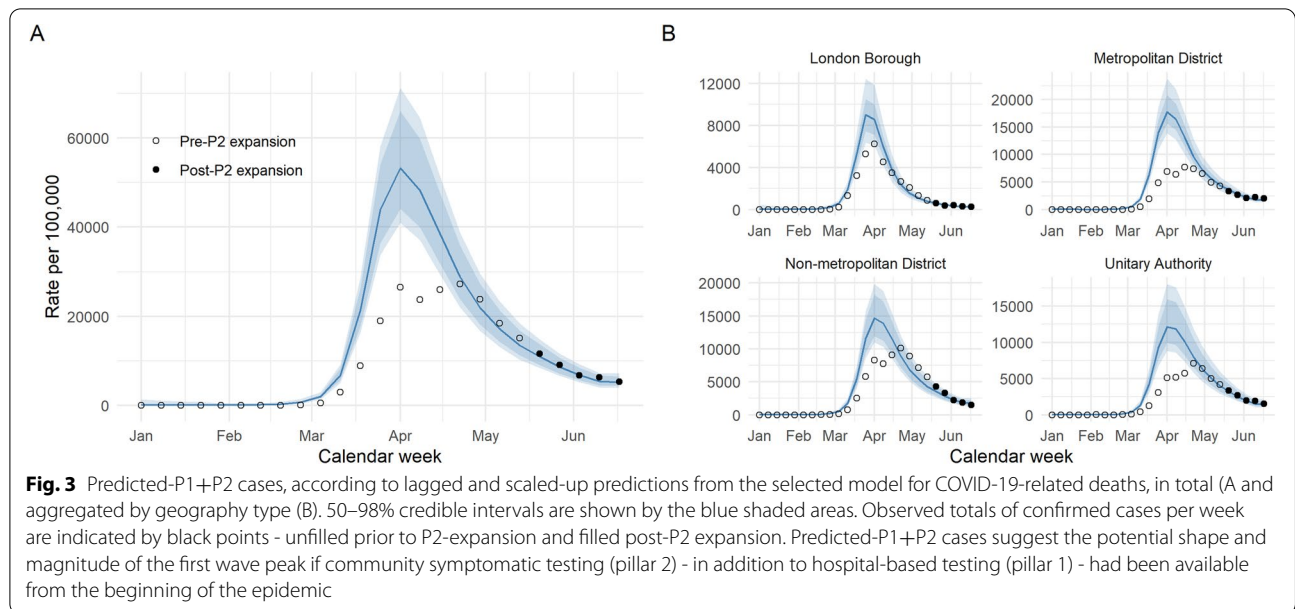 A
Rate per 100,000
60000
40000
20000
0
Pre-P2 expansion
Post-P2 expansion
Jan Feb Mar Apr May Jun
Calendar week
B
London Borough
12000
8000
4000
0
Jan Feb Mar Apr May Jun
Metropolitan District
20000
15000
10000
5000
0
Jan Feb Mar Apr May Jun
Non-metropolitan District
20000
15000
10000
5000
0
Jan Feb Mar Apr May Jun
Unitary Authority
15000
10000
5000
0
Jan Feb Mar Apr May Jun
Calendar week
Fig. 3 Predicted-P1+P2 cases, according to lagged and scaled-up predictions from the selected model for COVID-19-related deaths, in total (A and
aggregated by geography type (B). 50–98% credible intervals are shown by the blue shaded areas. Observed totals of confirmed cases per week
are indicated by black points - unfilled prior to P2-expansion and filled post-P2 expansion. Predicted-P1+P2 cases suggest the potential shape and
magnitude of the first wave peak if community symptomatic testing (pillar 2) - in addition to hospital-based testing (pillar 1) - had been available
from the beginning of the epidemic